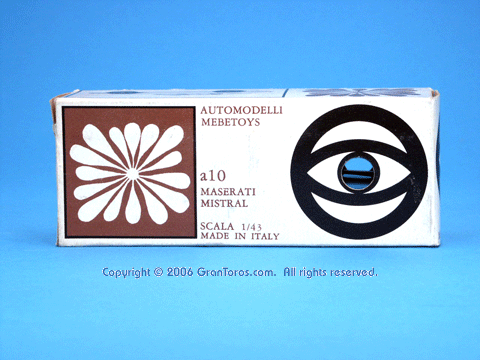 AUTOMODELLI
MEBETOYS
a10
MASERATI
MISTRAL
SCALA 1/43
MADE IN ITALY
Copyright © 2006 GranToros.com. All rights reserved.